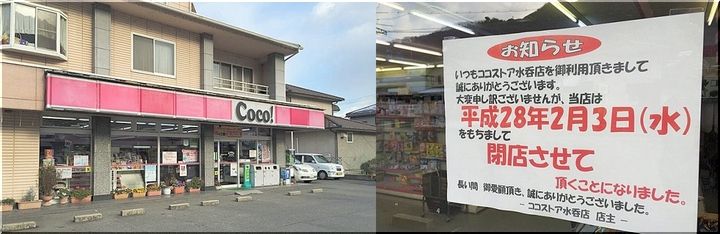 Coco!
お知らせ
いつもココストア水呑店を御利用頂きまして
誠にありがとうございます。
大変申し訳ございませんが、当店は
平成28年2月3日(水)
をもちまして
閉店させて
頂くことになりました。
長い間 御愛顧頂き、誠にありがとうございました。
- ココストア水呑店 店主 -